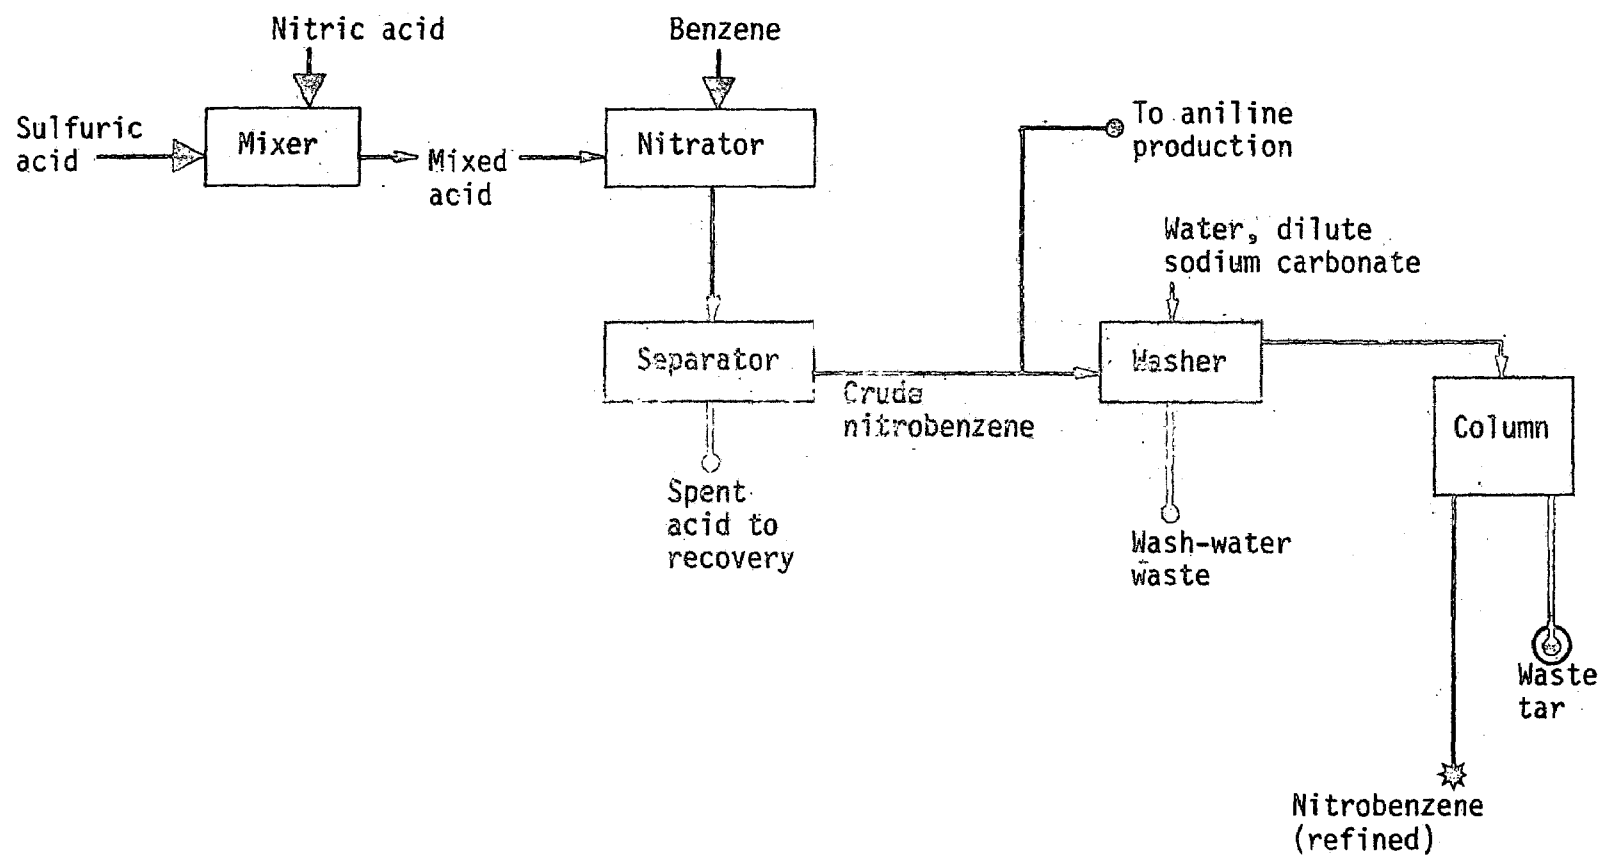 Nitric acid
Benzene
Sulfuric
acid
Mixer
Mixed
acid
Nitrator
To aniline
production
Water, dilute
sodium carbonate
Separator
Crude
nitrobenzene
Washer
Column
Spent
acid to
recovery
Wash-water
waste
Waste
tar
Nitrobenzene
(refined)